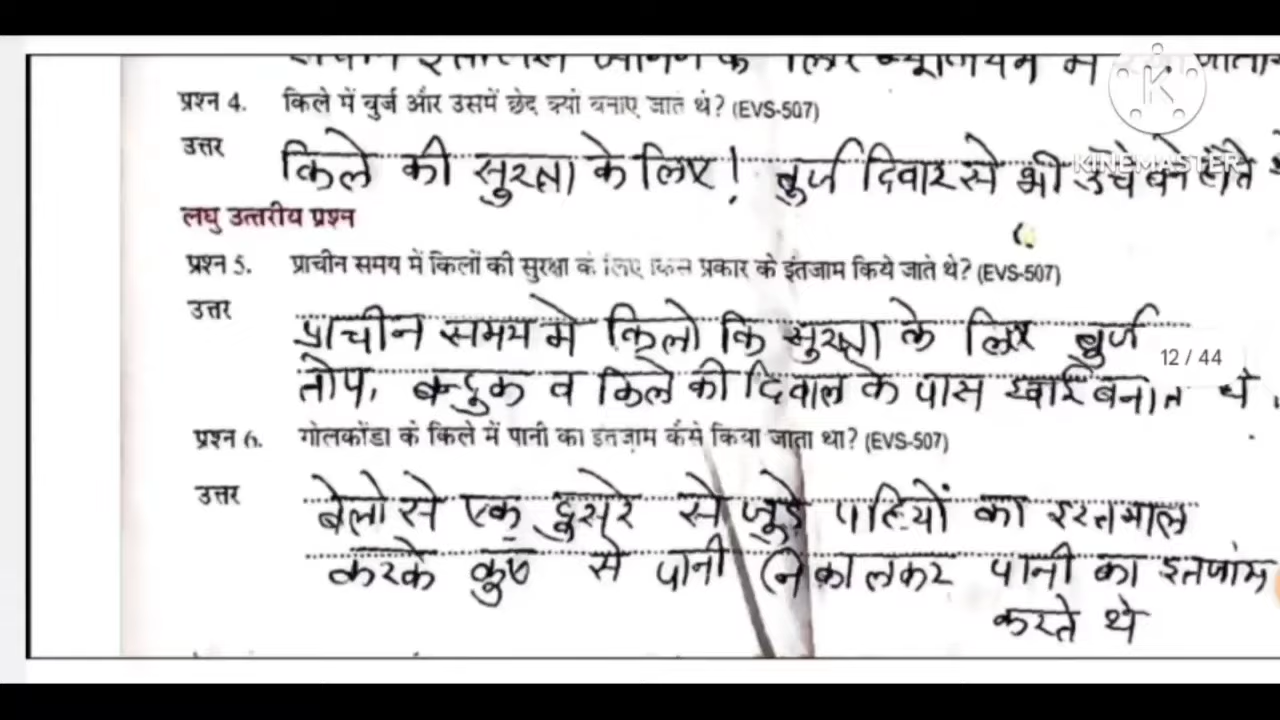 प्रश्न 4. किले में बुर्ज और उसमें छेद क्यों बनाए जाते थे? (EVS-507)
उत्तर किले की सुरक्षा के लिए! बुर्ज दिवार से भी उंचे बने होते
KINEMASTER
लघु उत्तरीय प्रश्न
प्रश्न 5. प्राचीन समय में किलों की सुरक्षा के लिए किस प्रकार के इंतजाम किये जाते थे? (EVS-507)
उत्तर प्राचीन समय मे किलो कि सुरक्षा के लिए बुर्ज
12 / 44
तोप, बन्दुक व किले की दिवाल के पास खाई बनाते थे.
प्रश्न 6. गोलकोंडा के किले में पानी का इंतजाम कैसे किया जाता था? (EVS-507)
उत्तर बेलो से एक दुसरे से जुडे पहियों का इस्तमाल
करके कुए से पानी निकालकर पानी का इतजाम
करते थे